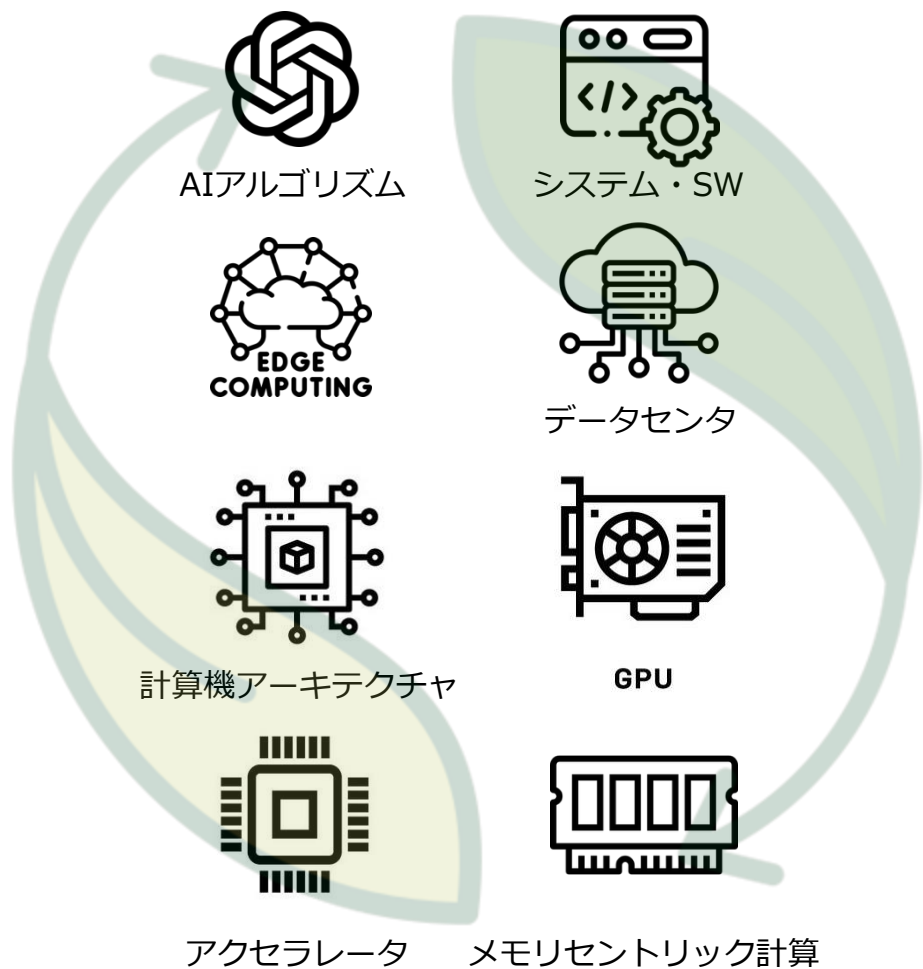 AIアルゴリズム
システム・SW
EDGE
COMPUTING
データセンタ
計算機アーキテクチャ
GPU
アクセラレータ
メモリセントリック計算